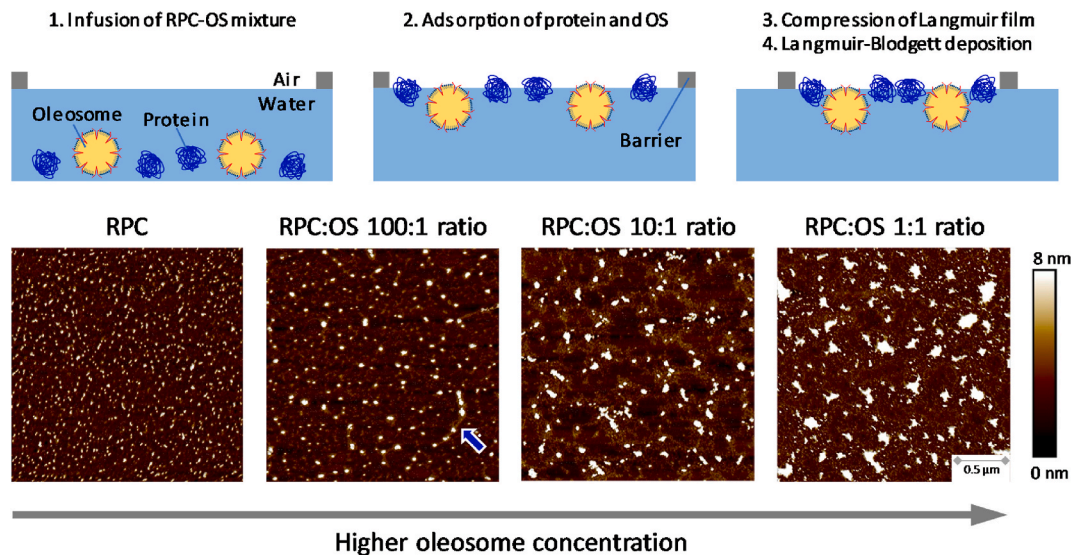 1. Infusion of RPC-OS mixture
2. Adsorption of protein and OS
3. Compression of Langmuir film
4. Langmuir-Blodgett deposition
Air
Water
Oleosome
Protein
Barrier
RPC
RPC:OS 100:1 ratio
RPC:OS 10:1 ratio
RPC:OS 1:1 ratio
8 nm
0.5 µm
0 nm
Higher oleosome concentration